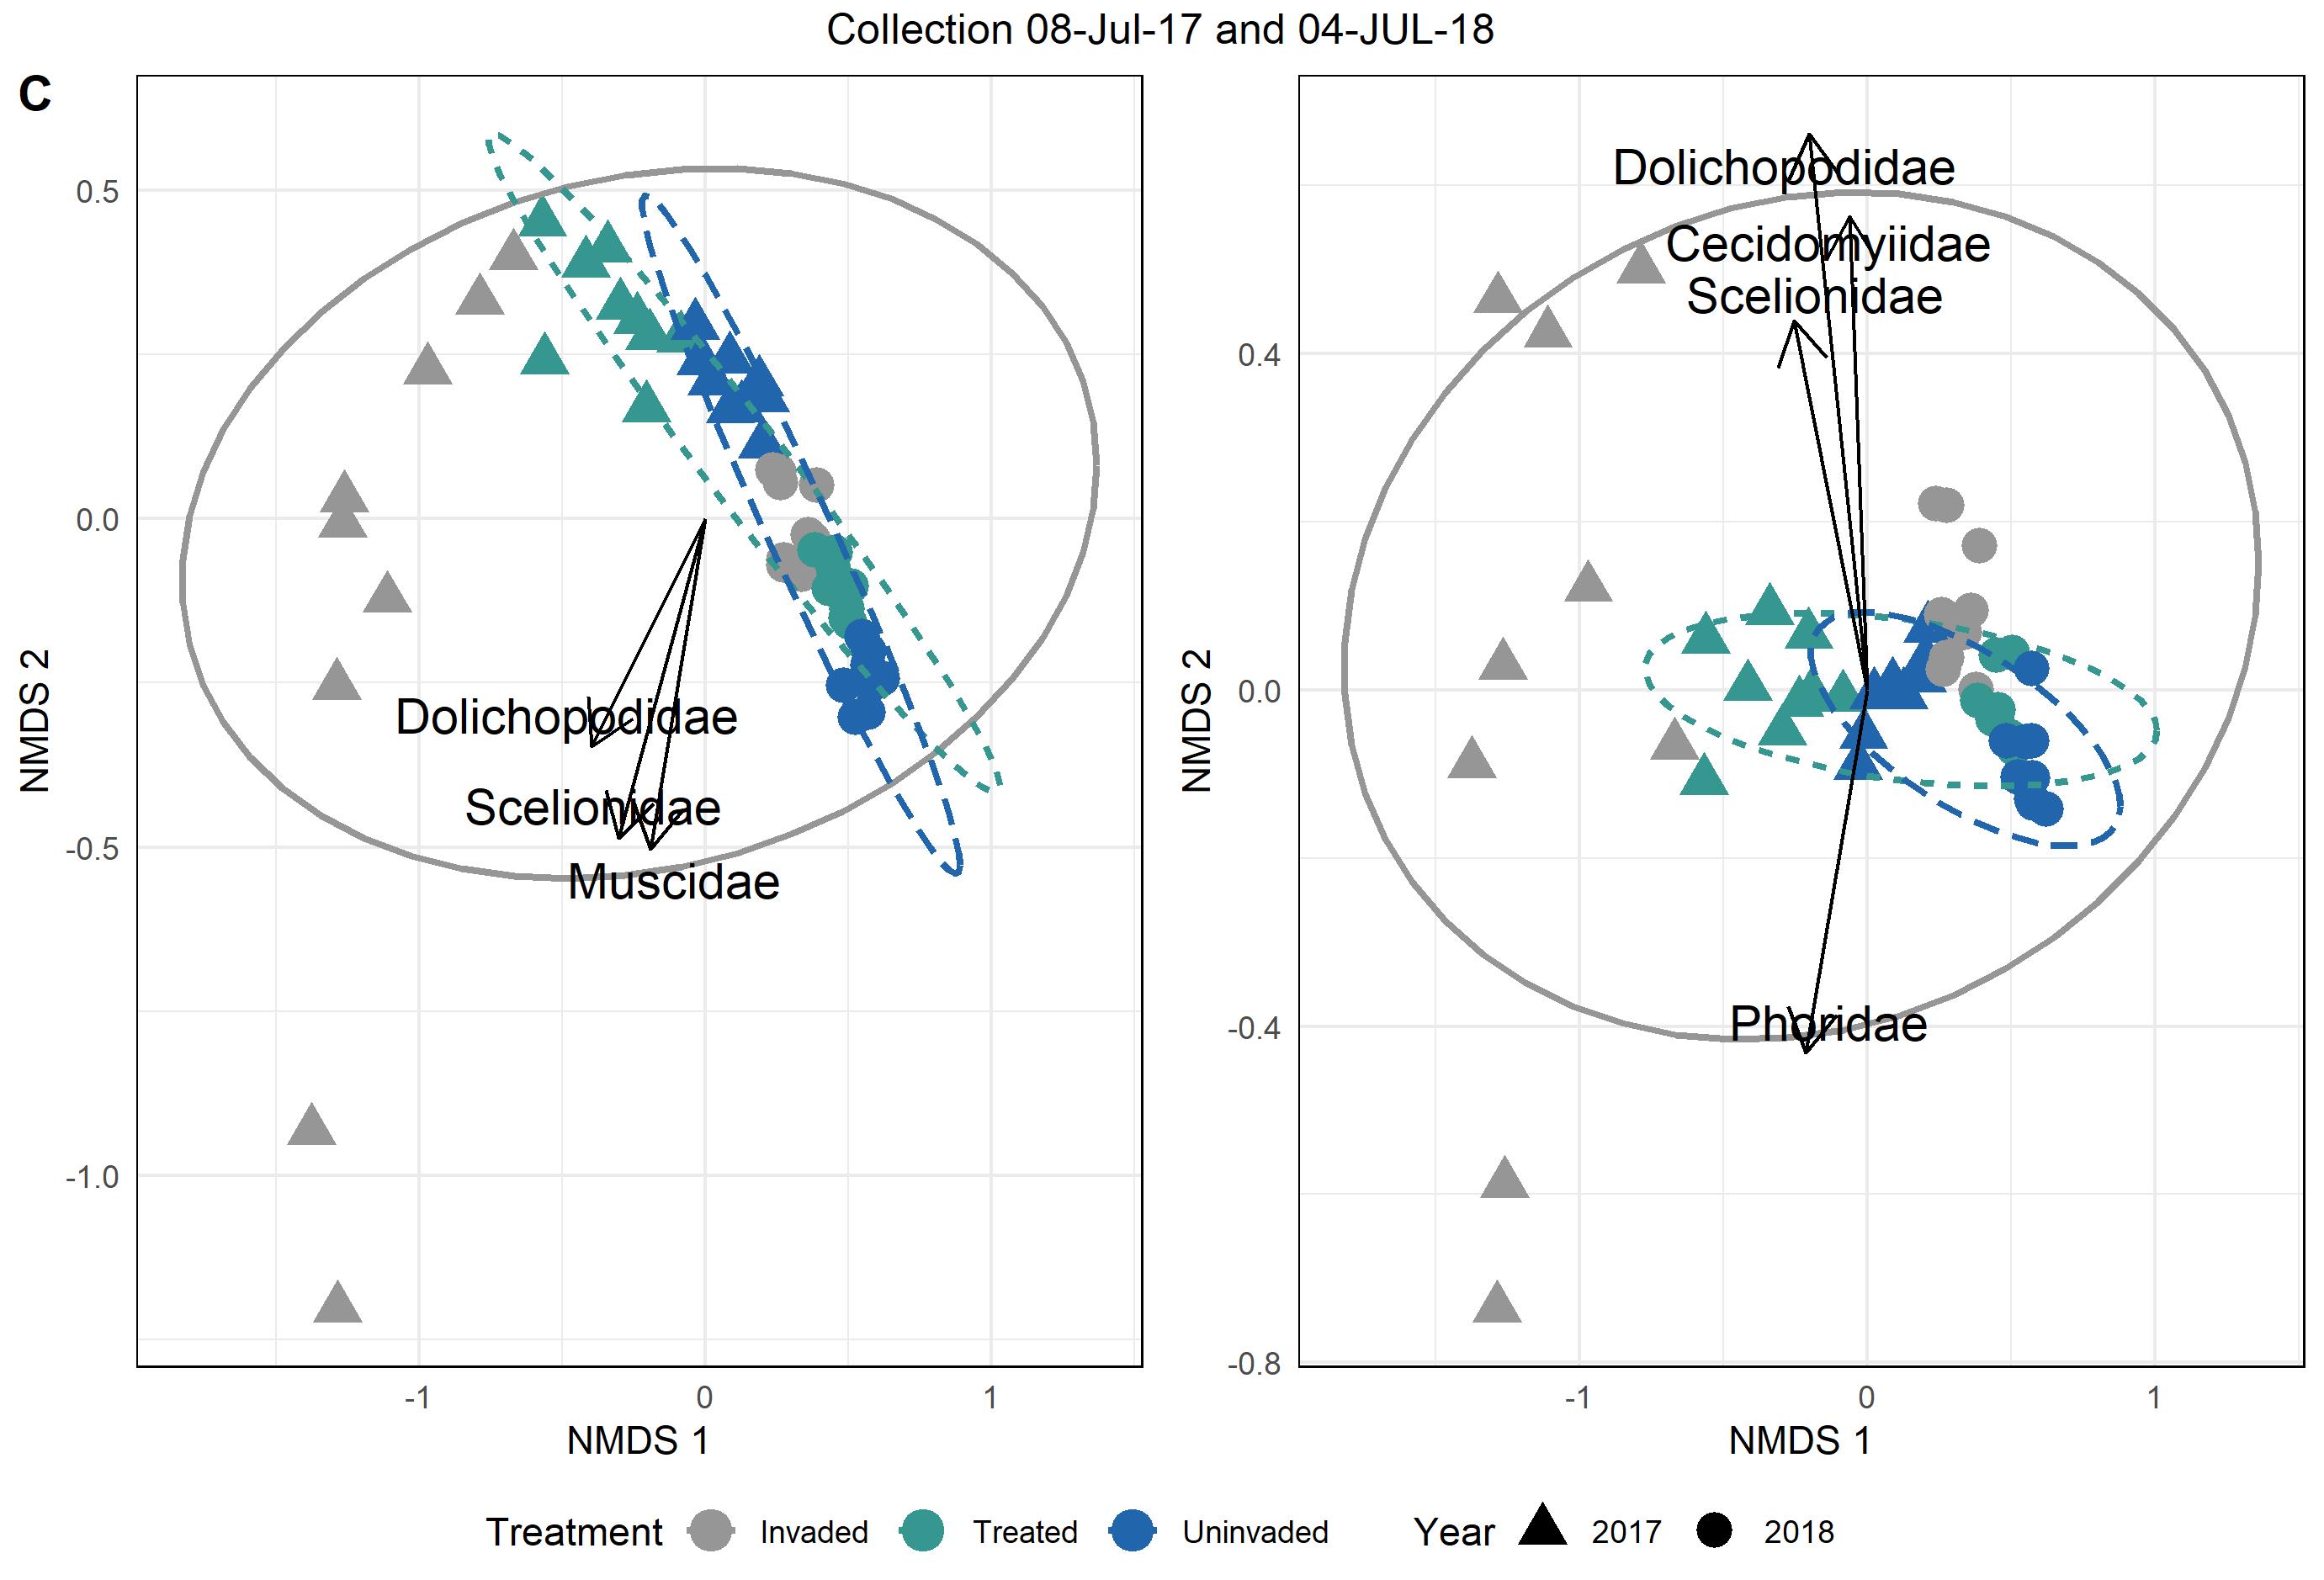 Collection 08-Jul-17 and 04-JUL-18
C
0.5
0.0
-0.5
-1.0
NMDS 2
Dolichopodidae
Scelionidae
Muscidae
-1
0
1
NMDS 1
0.4
0.0
-0.4
-0.8
NMDS 2
Dolichopodidae
Cecidomyiidae
Scelionidae
Phoridae
-1
0
1
NMDS 1
Treatment Invaded Treated Uninvaded Year 2017 2018